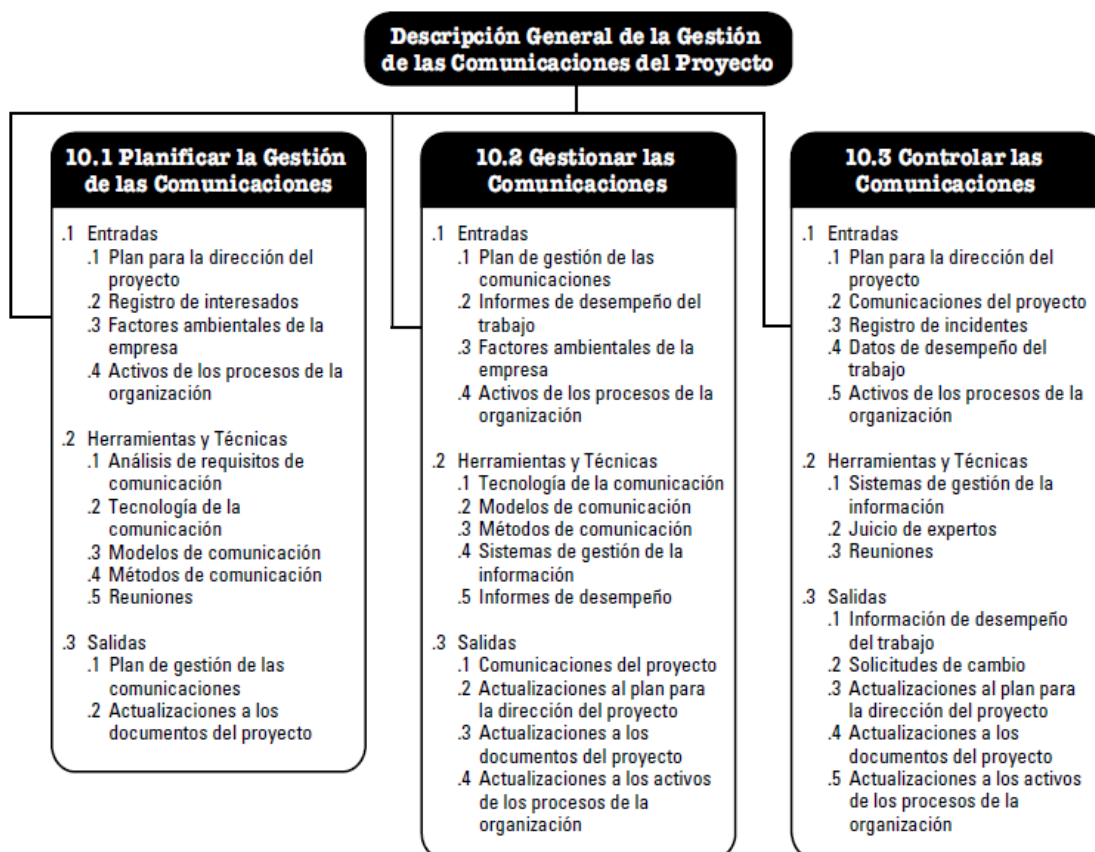 Descripción General de la Gestión
de las Comunicaciones del Proyecto
10.1 Planificar la Gestión
de las Comunicaciones
.1 Entradas
.1 Plan para la dirección del
proyecto
.2 Registro de interesados
.3 Factores ambientales de la
empresa
.4 Activos de los procesos de la
organización
.2 Herramientas y Técnicas
.1 Análisis de requisitos de
comunicación
.2 Tecnología de la
comunicación
.3 Modelos de comunicación
.4 Métodos de comunicación
.5 Reuniones
.3 Salidas
.1 Plan de gestión de las
comunicaciones
.2 Actualizaciones a los
documentos del proyecto
10.2 Gestionar las
Comunicaciones
.1 Entradas
.1 Plan de gestión de las
comunicaciones
.2 Informes de desempeño del
trabajo
.3 Factores ambientales de la
empresa
.4 Activos de los procesos de la
organización
.2 Herramientas y Técnicas
.1 Tecnología de la comunicación
.2 Modelos de comunicación
.3 Métodos de comunicación
.4 Sistemas de gestión de la
información
.5 Informes de desempeño
.3 Salidas
.1 Comunicaciones del proyecto
.2 Actualizaciones al plan para
la dirección del proyecto
.3 Actualizaciones a los
documentos del proyecto
.4 Actualizaciones a los activos
de los procesos de la
organización
10.3 Controlar las
Comunicaciones
.1 Entradas
.1 Plan para la dirección del
proyecto
.2 Comunicaciones del proyecto
.3 Registro de incidentes
.4 Datos de desempeño del
trabajo
.5 Activos de los procesos de la
organización
.2 Herramientas y Técnicas
.1 Sistemas de gestión de la
información
.2 Juicio de expertos
.3 Reuniones
.3 Salidas
.1 Información de desempeño
del trabajo
.2 Solicitudes de cambio
.3 Actualizaciones al plan para
la dirección del proyecto
.4 Actualizaciones a los
documentos del proyecto
.5 Actualizaciones a los activos
de los procesos de la
organización